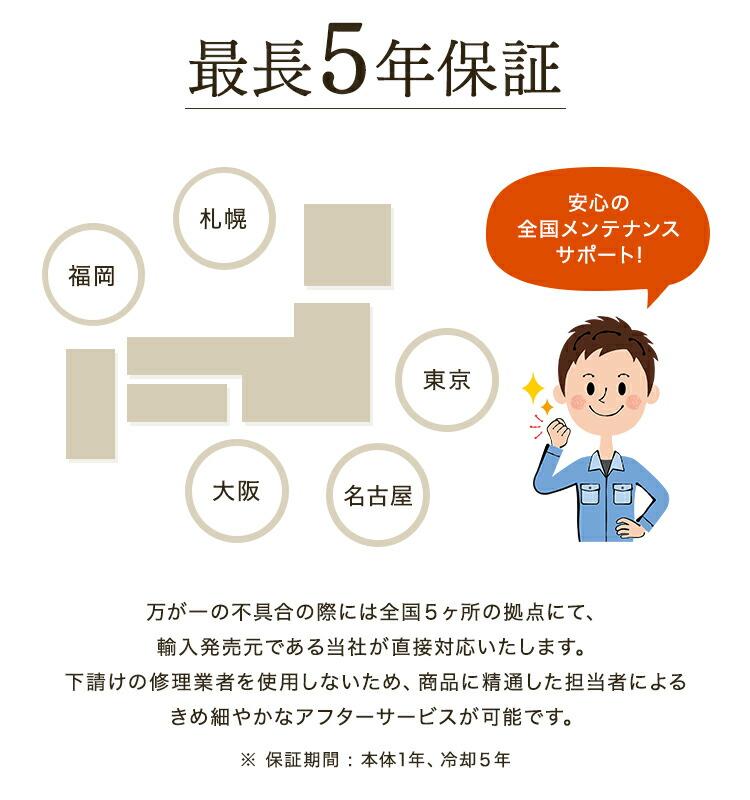 最長5年保証
札幌
福岡
東京
大阪
名古屋
安心の
全国メンテナンス
サポート!
万が一の不具合の際には全国5ヶ所の拠点にて、
輸入発売元である当社が直接対応いたします。
下請けの修理業者を使用しないため、商品に精通した担当者による
きめ細やかなアフターサービスが可能です。
※ 保証期間：本体1年、冷却5年